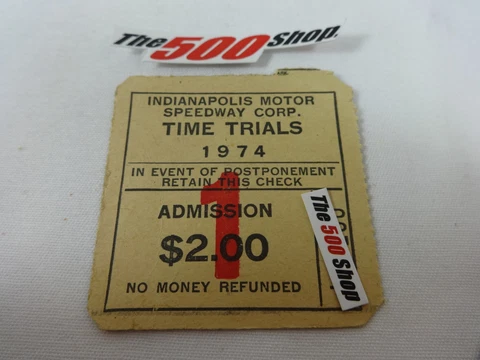 The 500 Shop.
INDIANAPOLIS MOTOR
SPEEDWAY CORP.
TIME TRIALS
1974
IN EVENT OF POSTPONEMENT
RETAIN THIS CHECK
1
ADMISSION
$2.00
NO MONEY REFUNDED
The 500 Shop